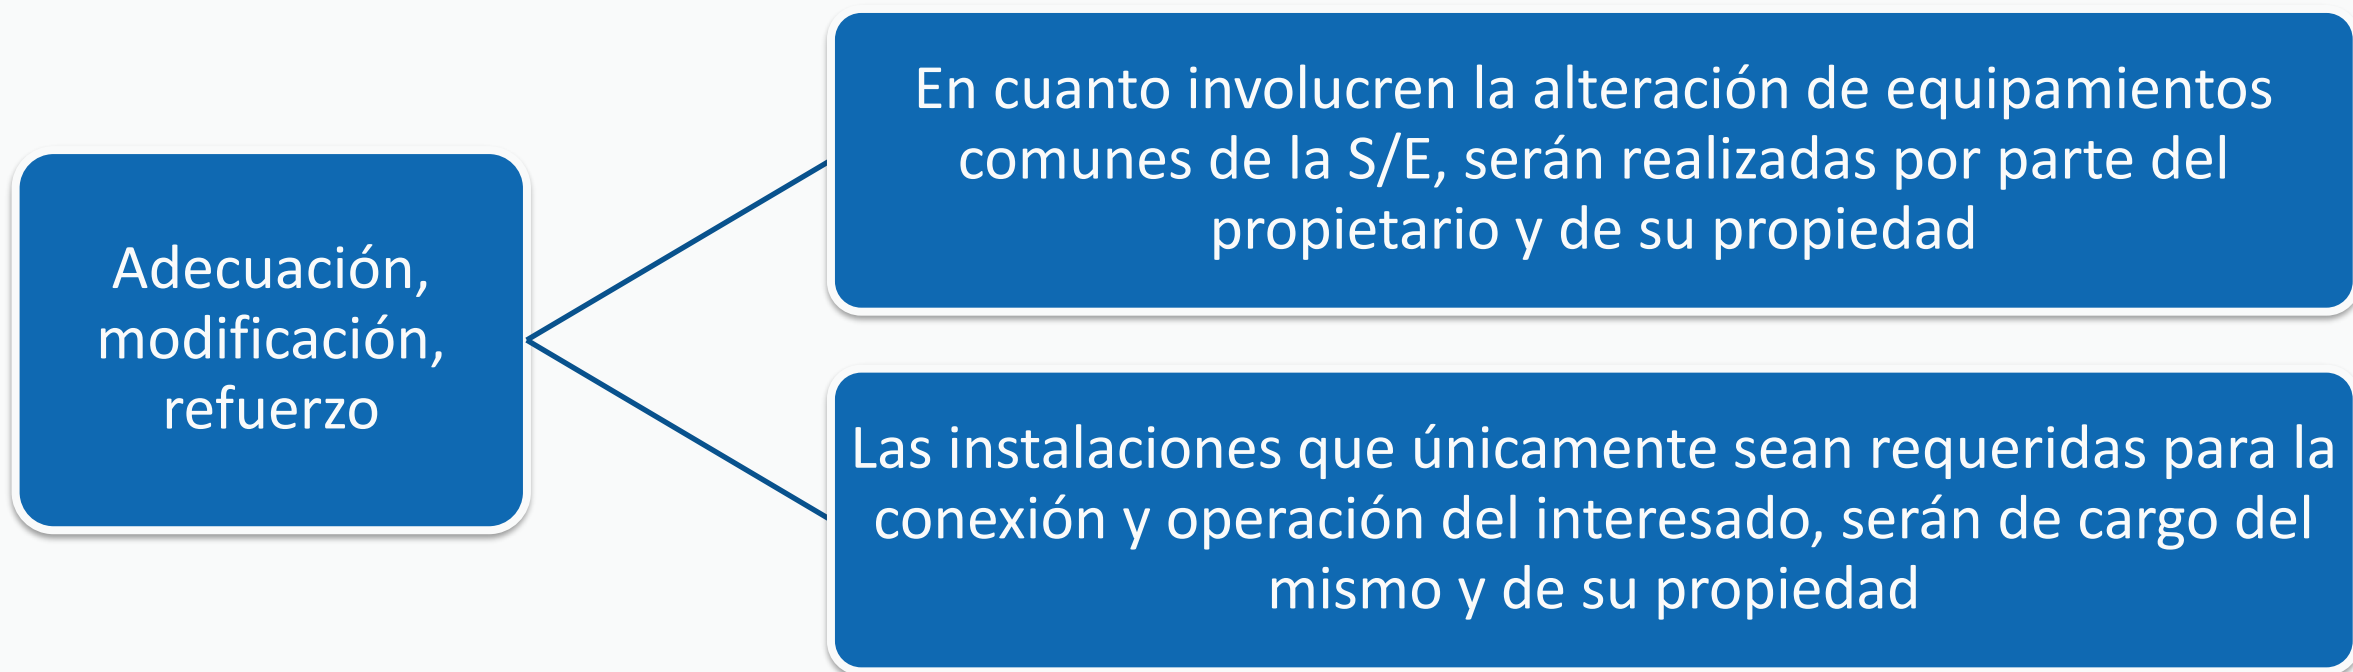 Adecuación,
modificación,
refuerzo
En cuanto involucren la alteración de equipamientos
comunes de la S/E, serán realizadas por parte del
propietario y de su propiedad
Las instalaciones que únicamente sean requeridas para la
conexión y operación del interesado, serán de cargo del
mismo y de su propiedad